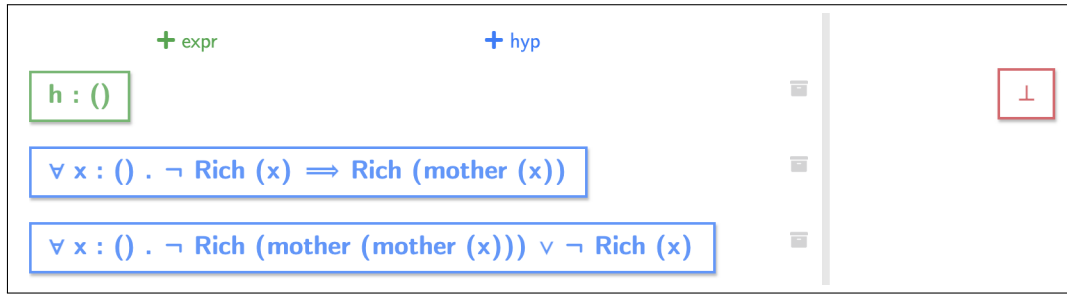 + expr + hyp
h : () ⊥
∀ x : () . ¬ Rich (x) ⟹ Rich (mother (x))
∀ x : () . ¬ Rich (mother (mother (x))) ∨ ¬ Rich (x)